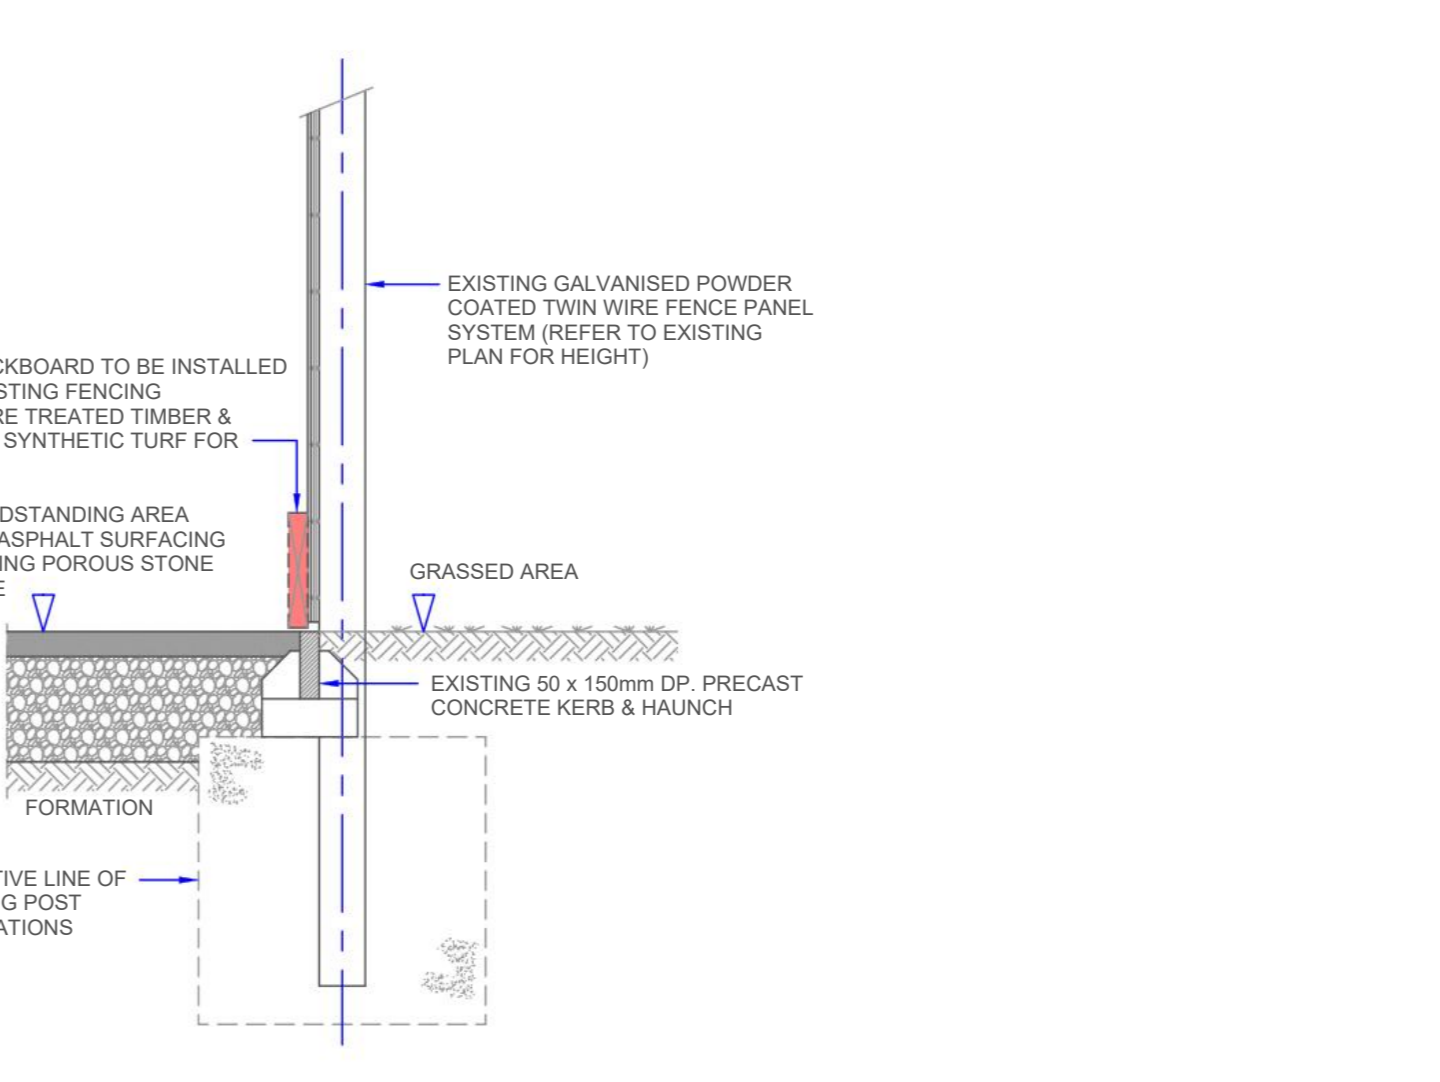 EXISTING GALVANISED POWDER
COATED TWIN WIRE FENCE PANEL
SYSTEM (REFER TO EXISTING
PLAN FOR HEIGHT)
CKBOARD TO BE INSTALLED
STING FENCING
RE TREATED TIMBER &
SYNTHETIC TURF FOR
DSTANDING AREA
ASPHALT SURFACING
ING POROUS STONE
E
GRASSED AREA
EXISTING 50 x 150mm DP. PRECAST
CONCRETE KERB & HAUNCH
FORMATION
TIVE LINE OF
G POST
ATIONS